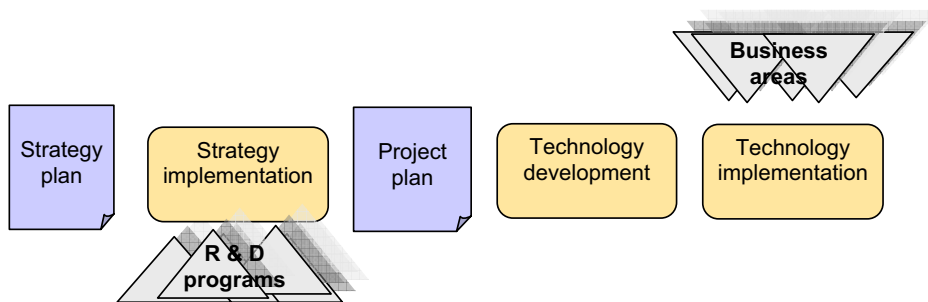 Business
areas
Strategy
plan
Strategy
implementation
Project
plan
Technology
development
Technology
implementation
R & D
programs